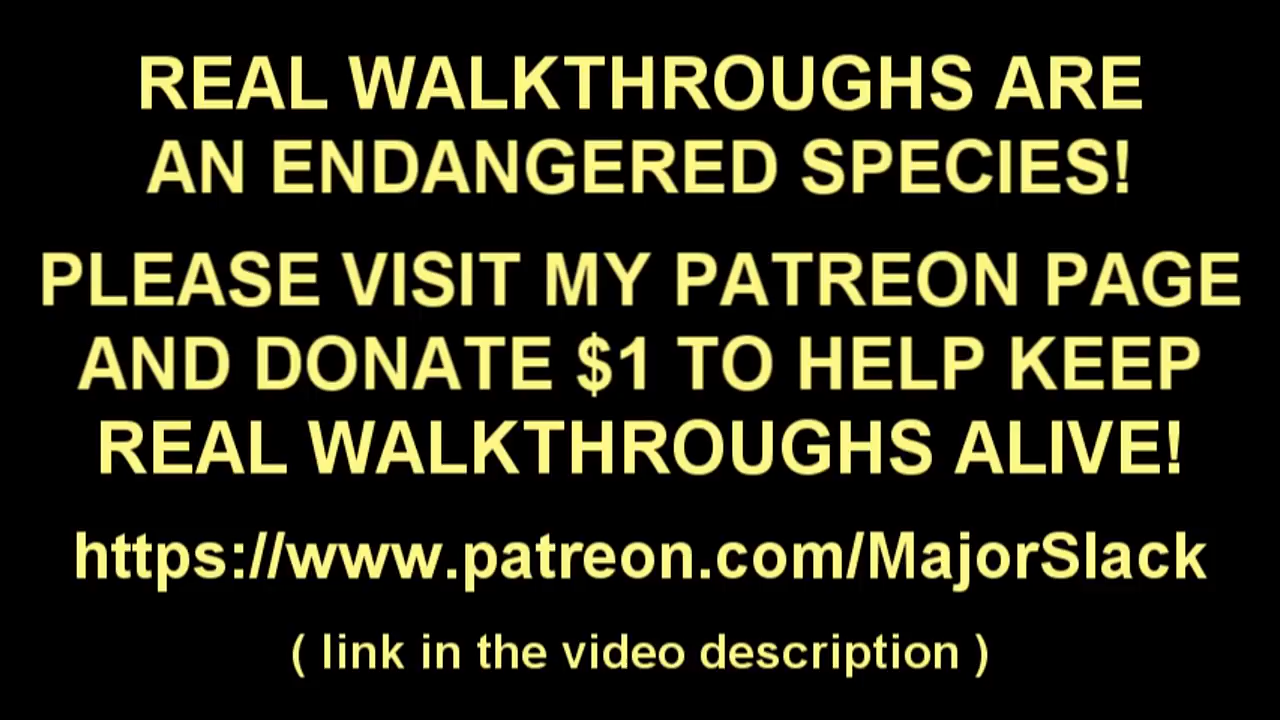 REAL WALKTHROUGHS ARE
AN ENDANGERED SPECIES!
PLEASE VISIT MY PATREON PAGE
AND DONATE $1 TO HELP KEEP
REAL WALKTHROUGHS ALIVE!
https://www.patreon.com/MajorSlack
( link in the video description )